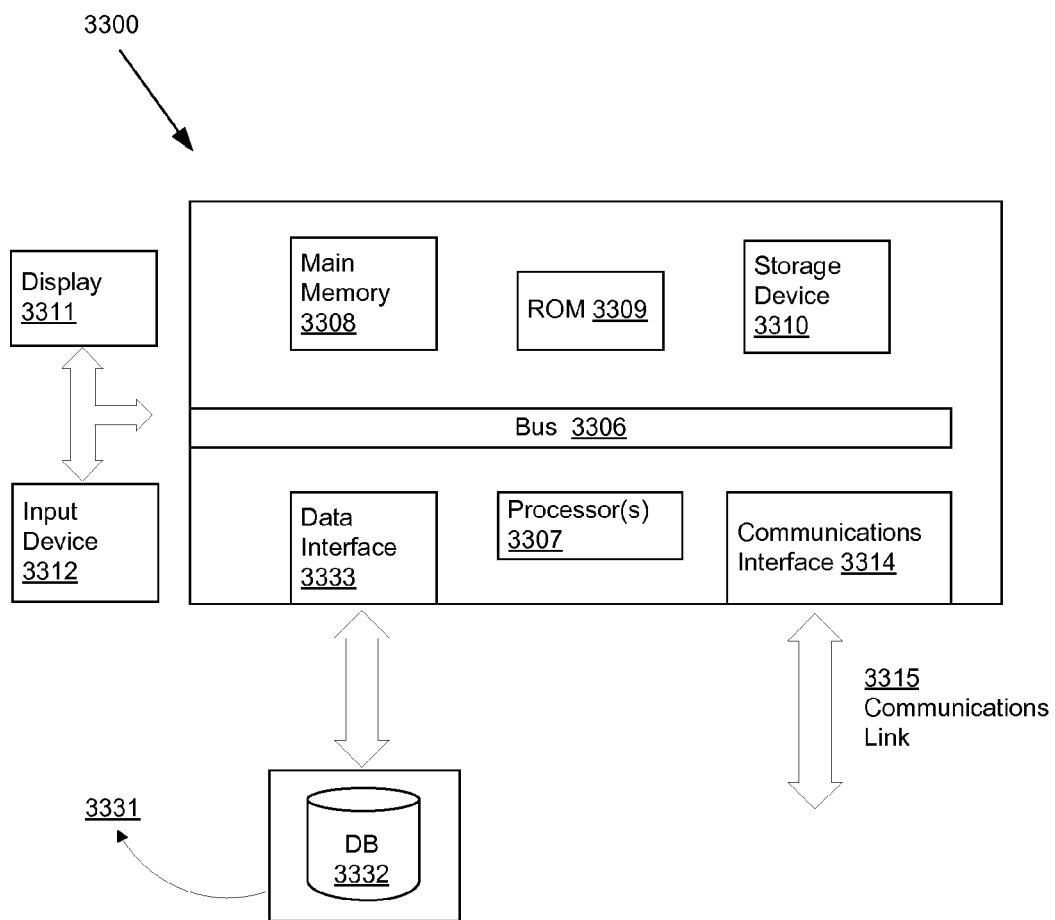 3300
Display
3311
Main
Memory
3308
ROM 3309
Storage
Device
3310
Bus 3306
Input
Device
3312
Data
Interface
3333
Processor(s)
3307
Communications
Interface 3314
3315
Communications
Link
3331
DB
3332